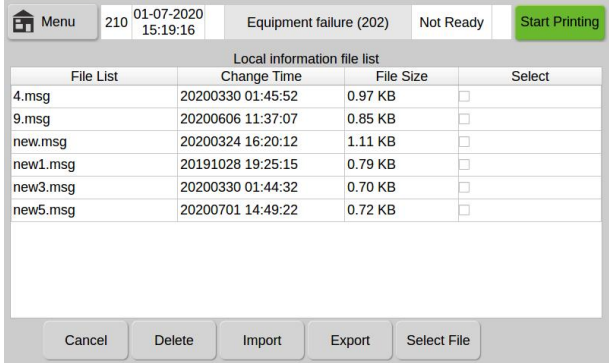 Menu 210 01-07-2020 15:19:16 Equipment failure (202) Not Ready Start Printing
Local information file list
File List Change Time File Size Select
4.msg 20200330 01:45:52 0.97 KB
9.msg 20200606 11:37:07 0.85 KB
new.msg 20200324 16:20:12 1.11 KB
new1.msg 20191028 19:25:15 0.79 KB
new3.msg 20200330 01:44:32 0.70 KB
new5.msg 20200701 14:49:22 0.72 KB
Cancel Delete Import Export Select File